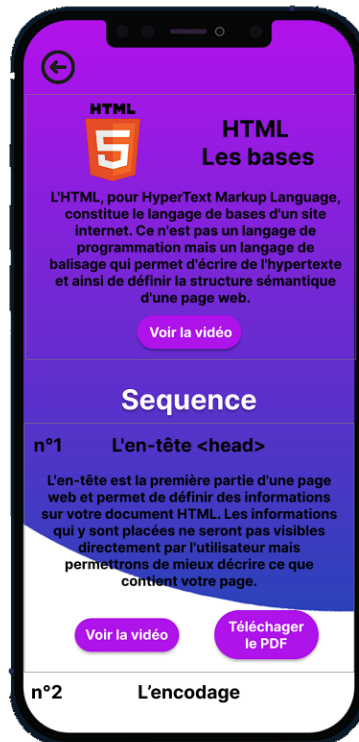 HTML
5
HTML
Les bases
L'HTML, pour HyperText Markup Language,
constitue le langage de bases d'un site
internet. Ce n'est pas un langage de
programmation mais un langage de
balisage qui permet d'écrire de l'hypertexte
et ainsi de définir la structure sémantique
d'une page web.
Voir la vidéo
Sequence
n°1 L'en-tête <head>
L'en-tête est la première partie d'une page
web et permet de définir des informations
sur votre document HTML. Les informations
qui y sont placées ne seront pas visibles
directement par l'utilisateur mais
permettrons de mieux décrire ce que
contient votre page.
Voir la vidéo
Téléchager
le PDF
n°2 L'encodage